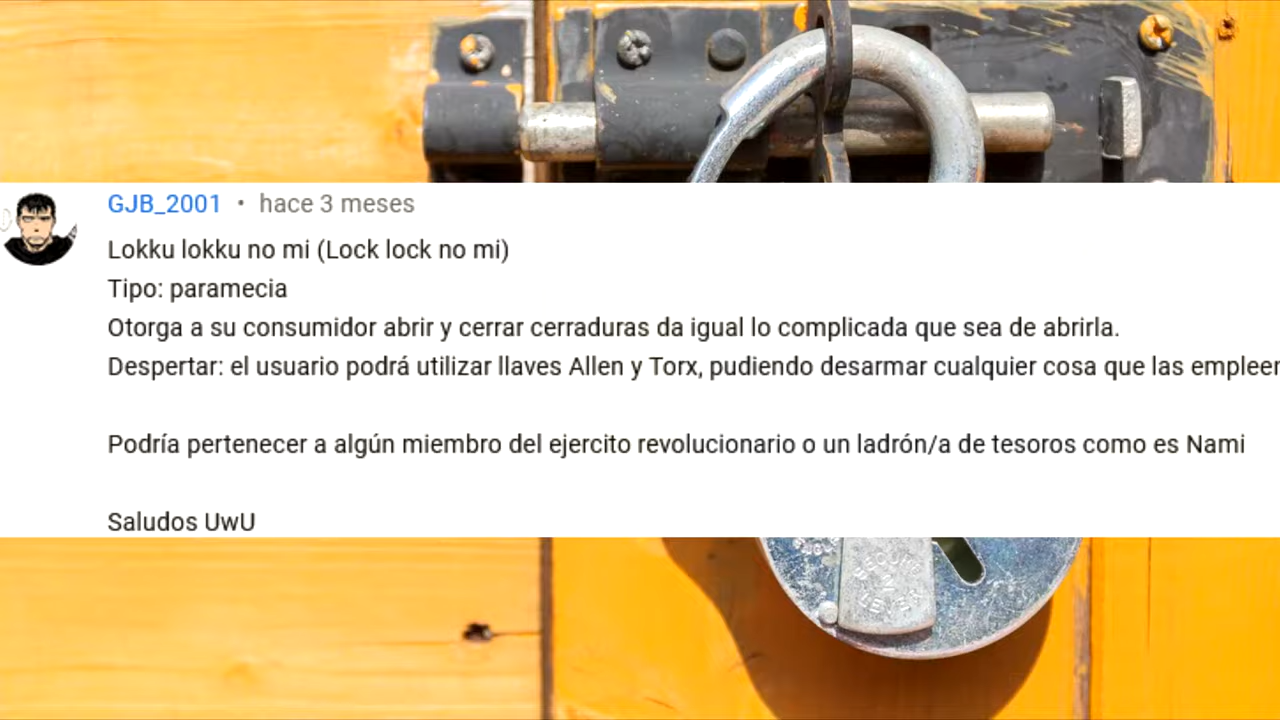 GJB_2001 • hace 3 meses
Lokku lokku no mi (Lock lock no mi)
Tipo: paramecia
Otorga a su consumidor abrir y cerrar cerraduras da igual lo complicada que sea de abrirla.
Despertar: el usuario podrá utilizar llaves Allen y Torx, pudiendo desarmar cualquier cosa que las empleen
Podría pertenecer a algún miembro del ejercito revolucionario o un ladrón/a de tesoros como es Nami
Saludos UwU
LEVER